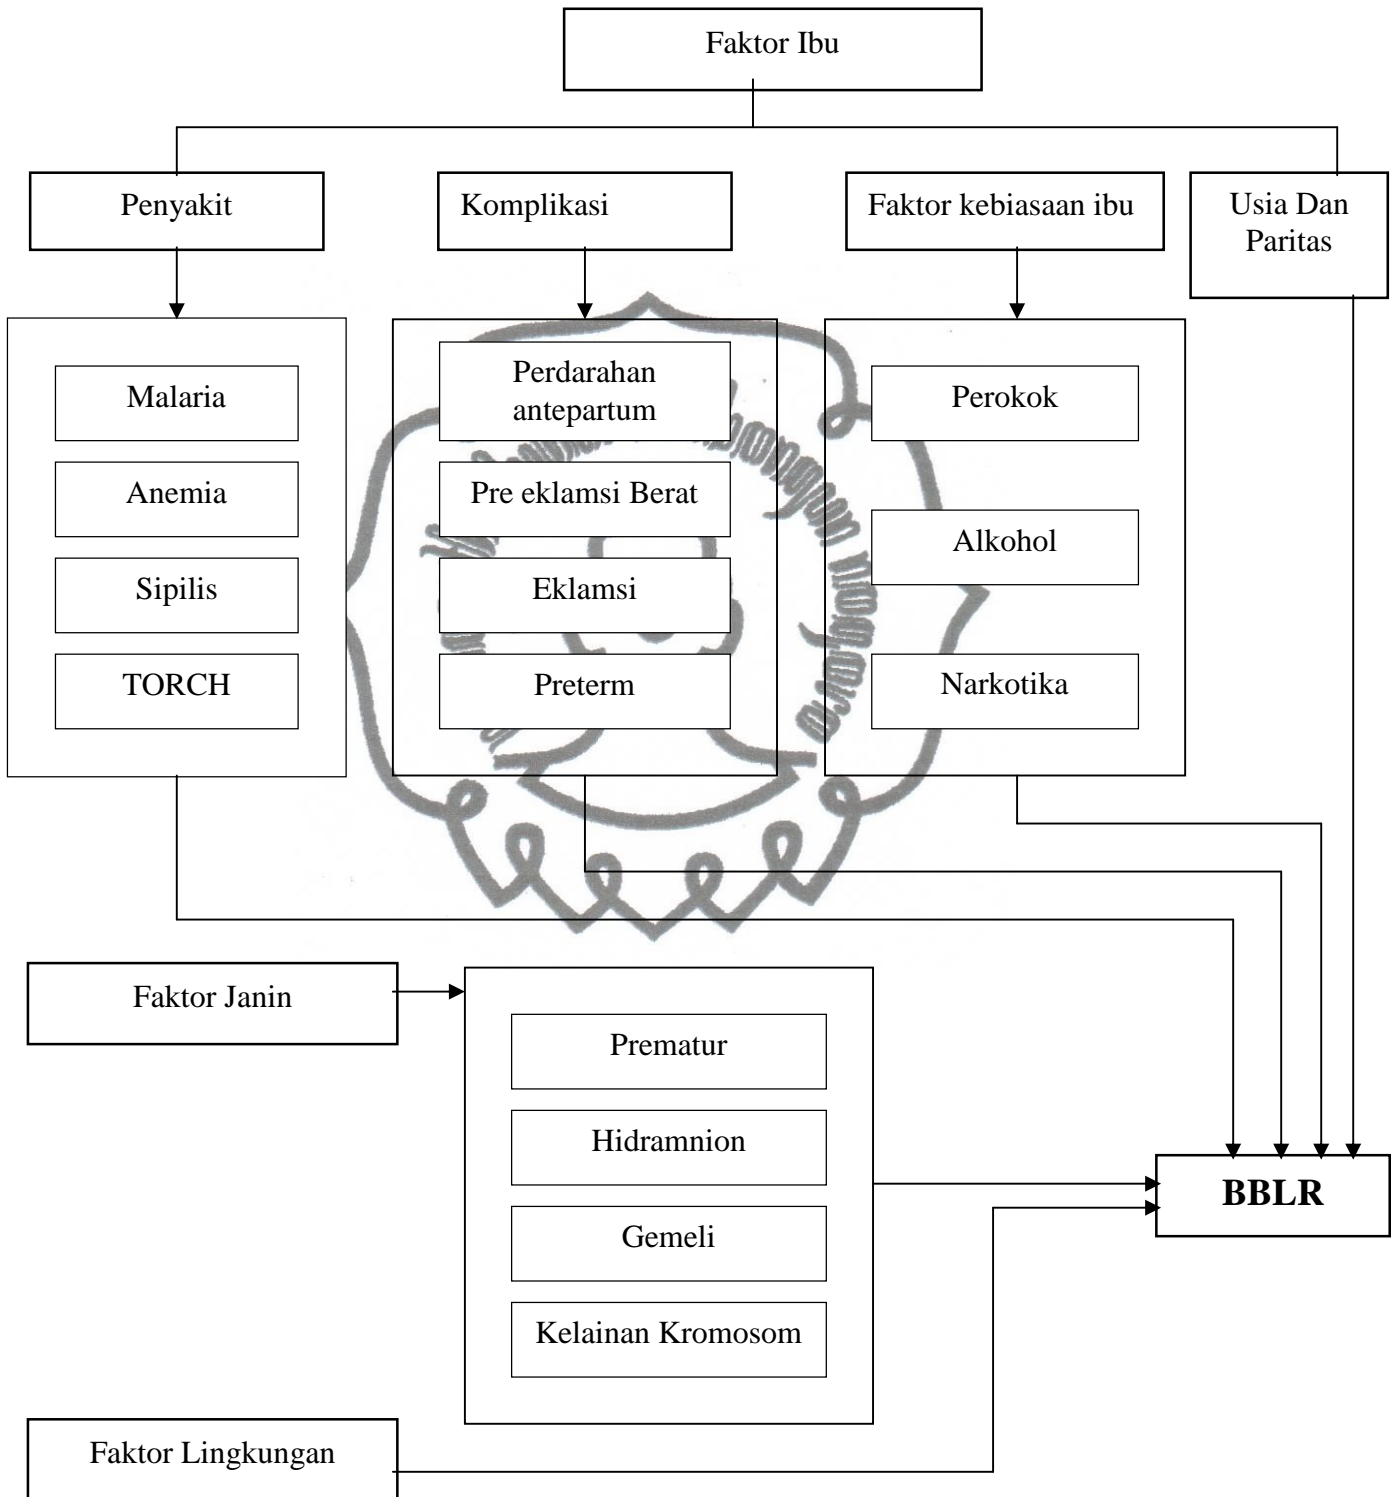 Faktor Ibu
Penyakit
Komplikasi
Faktor kebiasaan ibu
Usia Dan
Paritas
Malaria
Anemia
Sipilis
TORCH
Perdarahan
antepartum
Pre eklamsi Berat
Eklamsi
Preterm
Perokok
Alkohol
Narkotika
Faktor Janin
Prematur
Hidramnion
Gemeli
Kelainan Kromosom
BBLR
Faktor Lingkungan